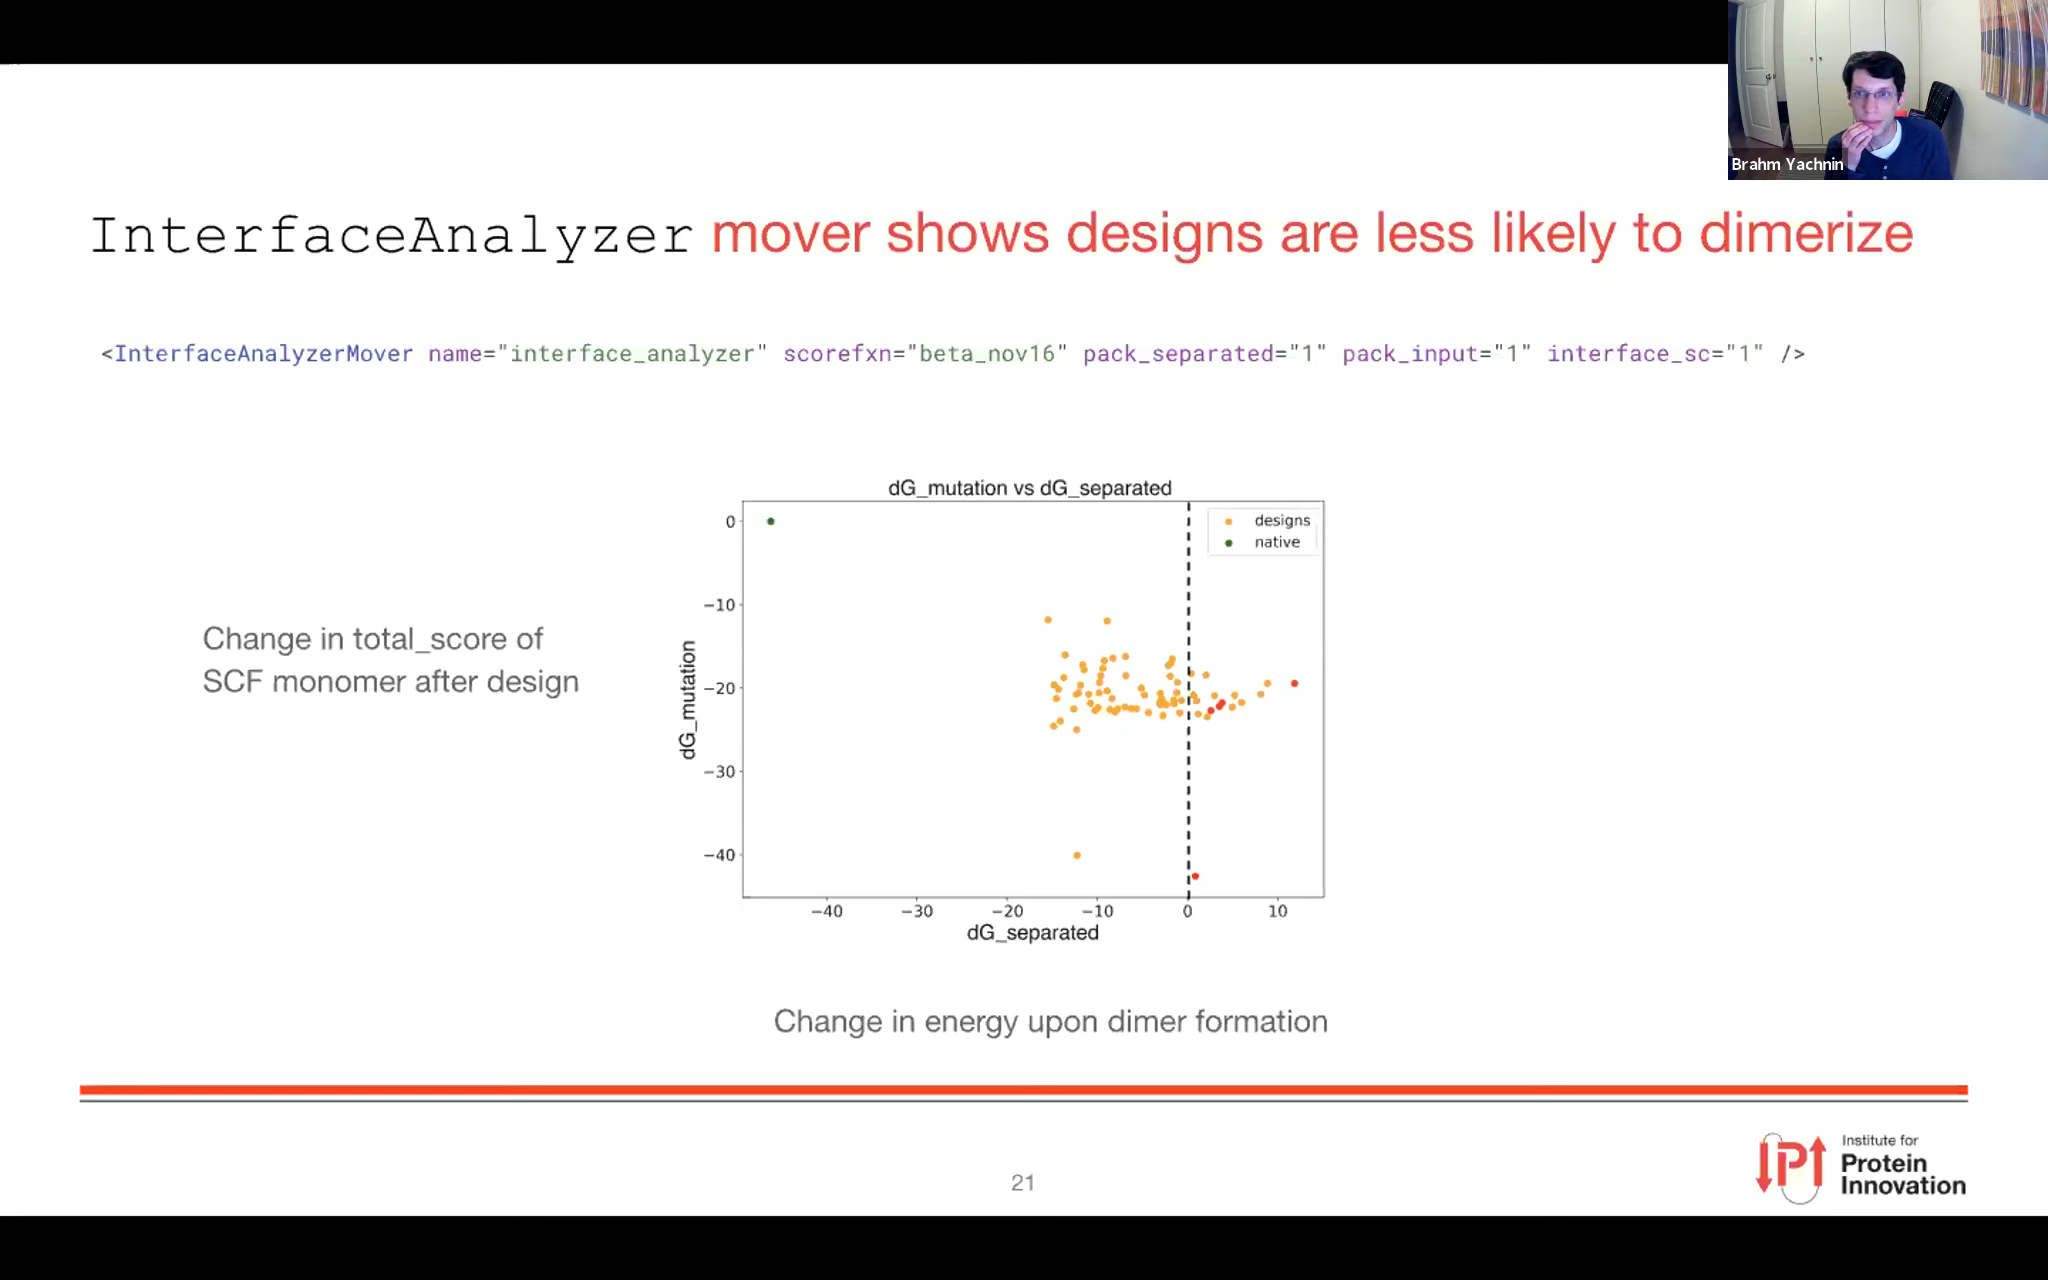 Brahm Yachnin
InterfaceAnalyzer mover shows designs are less likely to dimerize
<InterfaceAnalyzerMover name="interface_analyzer" scorefxn="beta_nov16" pack_separated="1" pack_input="1" interface_sc="1" />
dG_mutation vs dG_separated
designs
native
0
−10
−20
−30
−40
dG_mutation
Change in total_score of
SCF monomer after design
−40 −30 −20 −10 0 10
dG_separated
Change in energy upon dimer formation
21
IPI
Institute for
Protein
Innovation